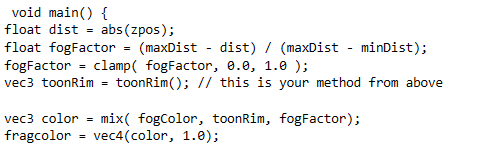 void main() {
float dist = abs(zpos);
float fogFactor = (maxDist - dist) / (maxDist - minDist);
fogFactor = clamp( fogFactor, 0.0, 1.0 );
vec3 toonRim = toonRim(); // this is your method from above
vec3 color = mix( fogColor, toonRim, fogFactor);
fragcolor = vec4(color, 1.0);